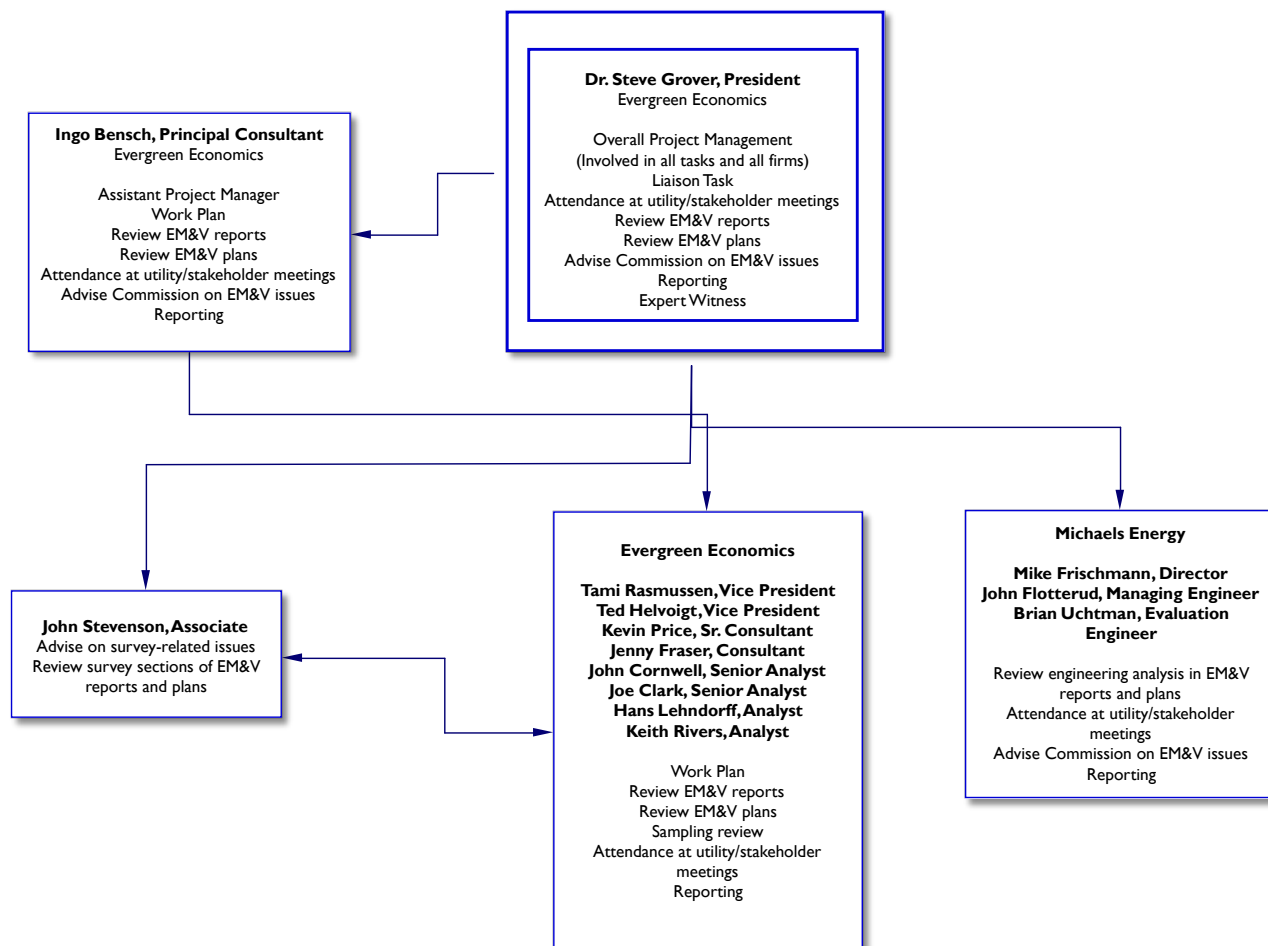 Dr. Steve Grover, President
Evergreen Economics
Overall Project Management
(Involved in all tasks and all firms)
Liaison Task
Attendance at utility/stakeholder meetings
Review EM&V reports
Review EM&V plans
Advise Commission on EM&V issues
Reporting
Expert Witness
Ingo Bensch, Principal Consultant
Evergreen Economics
Assistant Project Manager
Work Plan
Review EM&V reports
Review EM&V plans
Attendance at utility/stakeholder meetings
Advise Commission on EM&V issues
Reporting
John Stevenson, Associate
Advise on survey-related issues
Review survey sections of EM&V
reports and plans
Evergreen Economics
Tami Rasmussen, Vice President
Ted Helvoigt, Vice President
Kevin Price, Sr. Consultant
Jenny Fraser, Consultant
John Cornwell, Senior Analyst
Joe Clark, Senior Analyst
Hans Lehndorff, Analyst
Keith Rivers, Analyst
Work Plan
Review EM&V reports
Review EM&V plans
Sampling review
Attendance at utility/stakeholder
meetings
Reporting
Michaels Energy
Mike Frischmann, Director
John Flotterud, Managing Engineer
Brian Uchtman, Evaluation
Engineer
Review engineering analysis in EM&V
reports and plans
Attendance at utility/stakeholder
meetings
Advise Commission on EM&V issues
Reporting